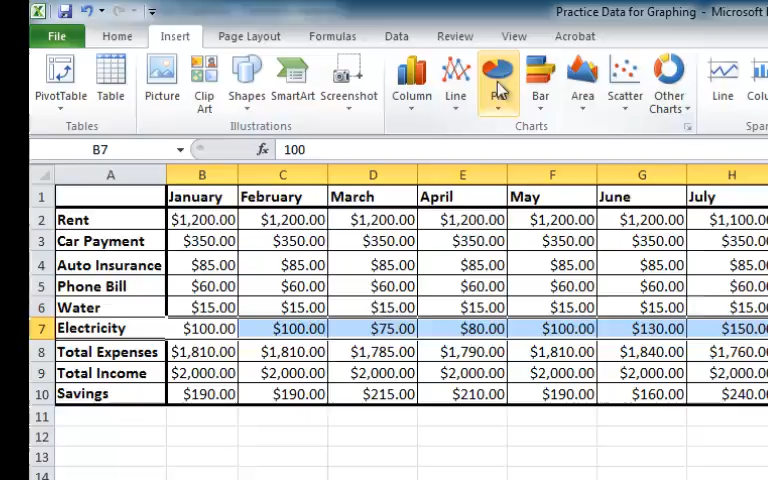 Practice Data for Graphing - Microsoft
File Home Insert Page Layout Formulas Data Review View Acrobat
PivotTable Table Picture Clip Art Shapes SmartArt Screenshot Column Line Bar Area Scatter Other Charts Line
Tables Illustrations Charts
B7 fx 100
A B C D E F G H
1 January February March April May June July
2 Rent $1,200.00 $1,200.00 $1,200.00 $1,200.00 $1,200.00 $1,200.00 $1,100.00
3 Car Payment $350.00 $350.00 $350.00 $350.00 $350.00 $350.00 $350.0
4 Auto Insurance $85.00 $85.00 $85.00 $85.00 $85.00 $85.00 $85.0
5 Phone Bill $60.00 $60.00 $60.00 $60.00 $60.00 $60.00 $60.0
6 Water $15.00 $15.00 $15.00 $15.00 $15.00 $15.00 $15.0
7 Electricity $100.00 $100.00 $75.00 $80.00 $100.00 $130.00 $150.0
8 Total Expenses $1,810.00 $1,810.00 $1,785.00 $1,790.00 $1,810.00 $1,840.00 $1,760.0
9 Total Income $2,000.00 $2,000.00 $2,000.00 $2,000.00 $2,000.00 $2,000.00 $2,000.0
10 Savings $190.00 $190.00 $215.00 $210.00 $190.00 $160.00 $240.0
11
12
13
14